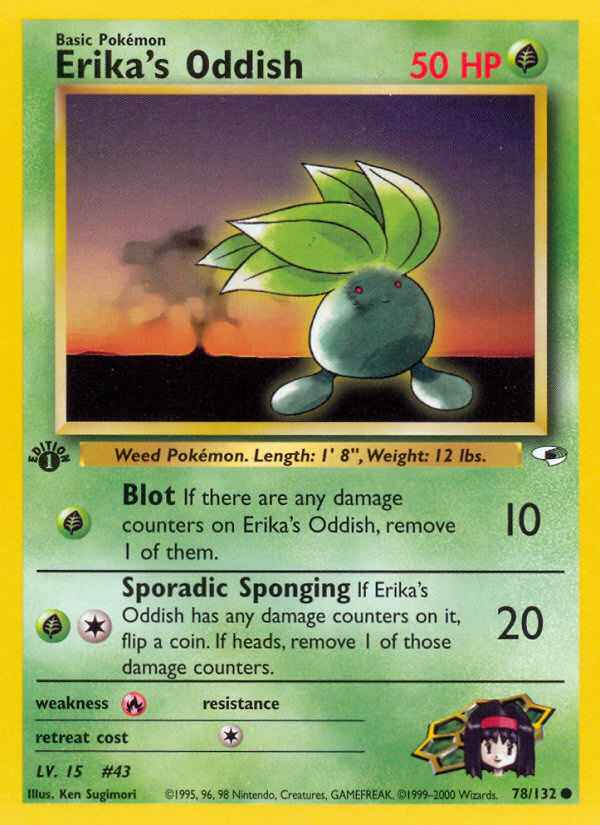 Basic Pokémon
Erika's Oddish 50 HP
EDITION
1
Weed Pokémon. Length: 1' 8", Weight: 12 lbs.
Blot If there are any damage
counters on Erika's Oddish, remove
1 of them.
10
Sporadic Sponging If Erika's
Oddish has any damage counters on it,
flip a coin. If heads, remove 1 of those
damage counters.
20
weakness resistance
retreat cost
LV. 15 #43
Illus. Ken Sugimori ©1995, 96, 98 Nintendo, Creatures, GAMEFREAK. ©1999-2000 Wizards. 78/132